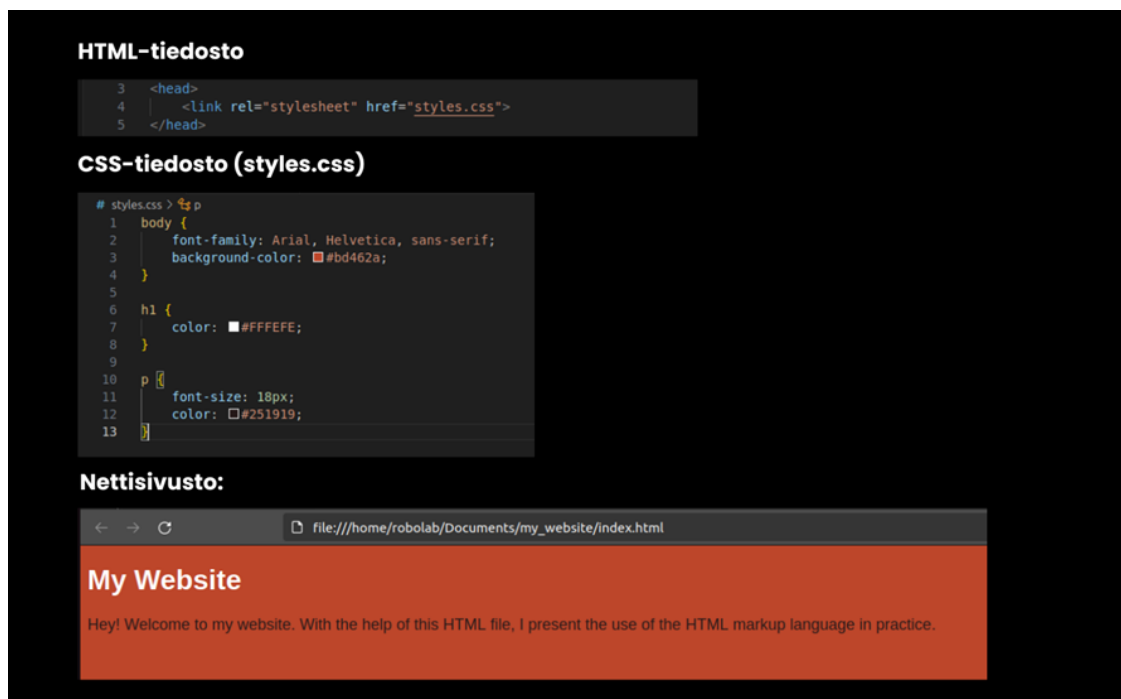 HTML-tiedosto
3 <head>
4 <link rel="stylesheet" href="styles.css">
5 </head>
CSS-tiedosto (styles.css)
# styles.css > p
1 body {
2 font-family: Arial, Helvetica, sans-serif;
3 background-color: #bd462a;
4 }
5
6 h1 {
7 color: #FFFEFE;
8 }
9
10 p {
11 font-size: 18px;
12 color: #251919;
13 }
Nettisivusto:
file:///home/robolab/Documents/my_website/index.html
My Website
Hey! Welcome to my website. With the help of this HTML file, I present the use of the HTML markup language in practice.